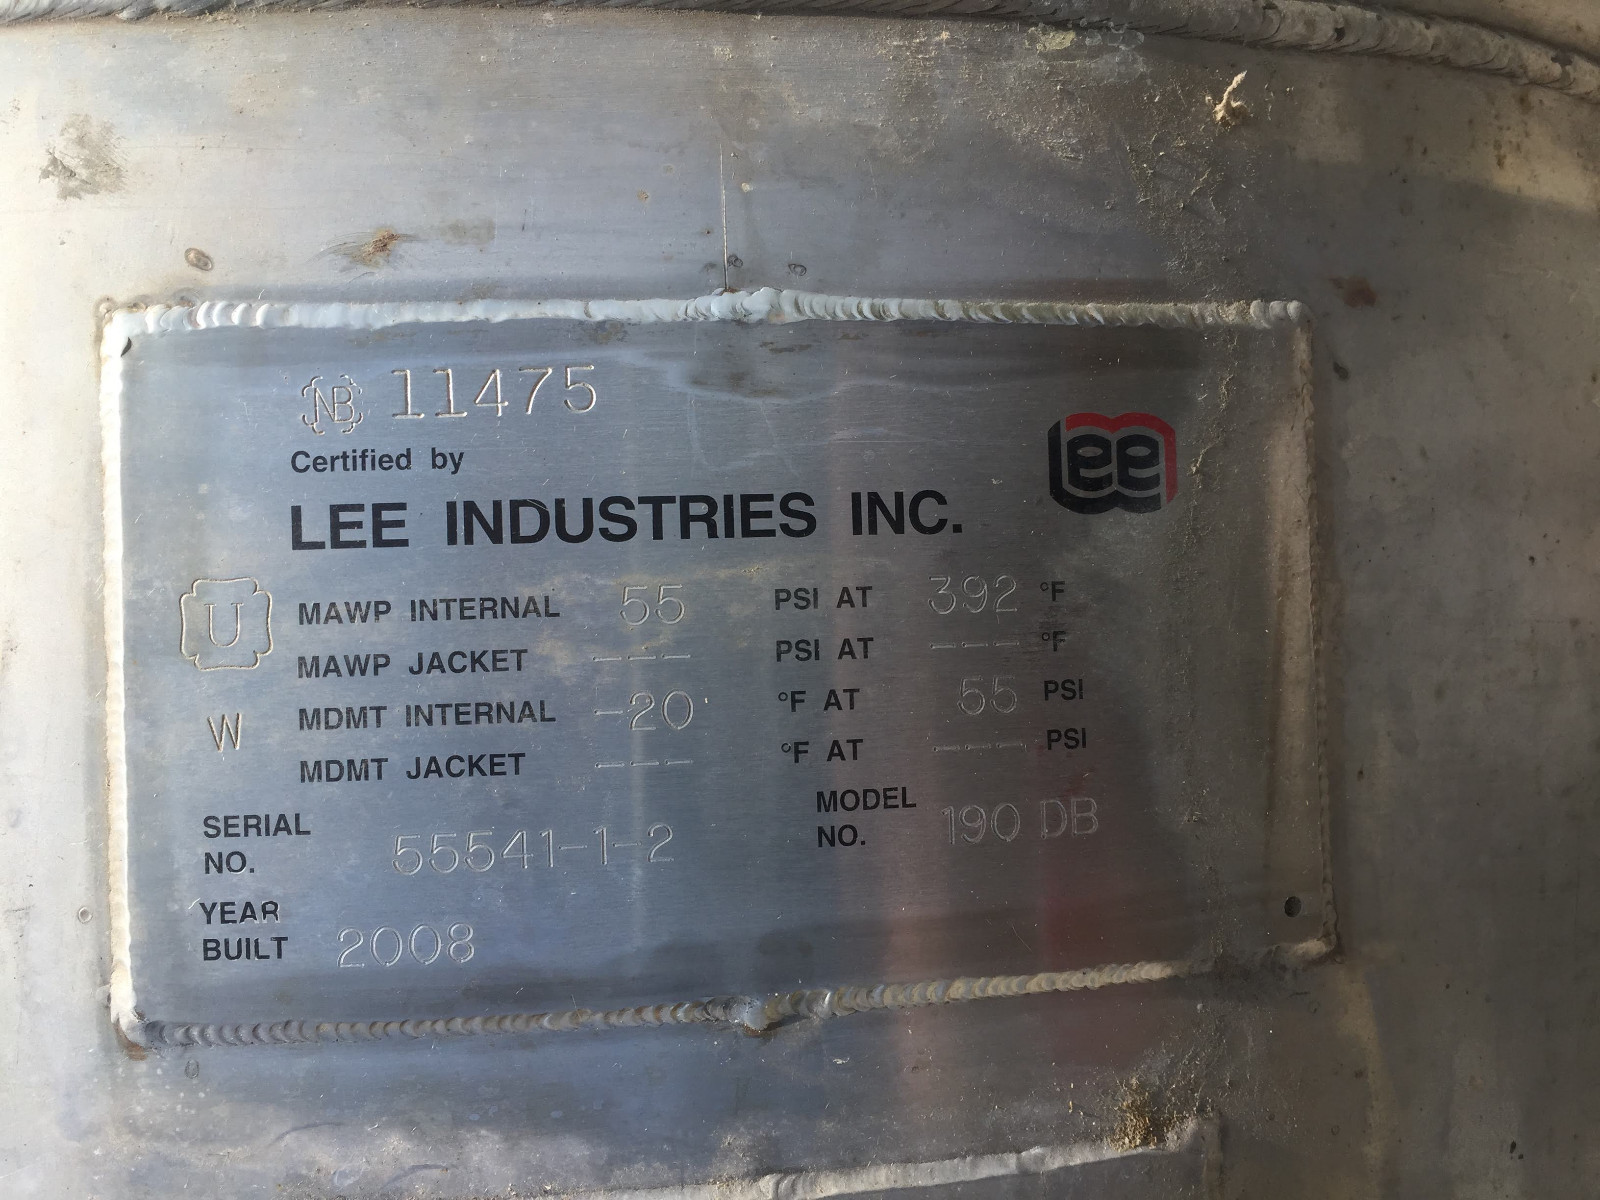 NB 11475
Certified by
lee
LEE INDUSTRIES INC.
U
MAWP INTERNAL 55 PSI AT 392 °F
MAWP JACKET --- PSI AT --- °F
W
MDMT INTERNAL -20 °F AT 55 PSI
MDMT JACKET --- °F AT --- PSI
SERIAL NO. 55541-1-2
MODEL NO. 190 DB
YEAR BUILT 2008